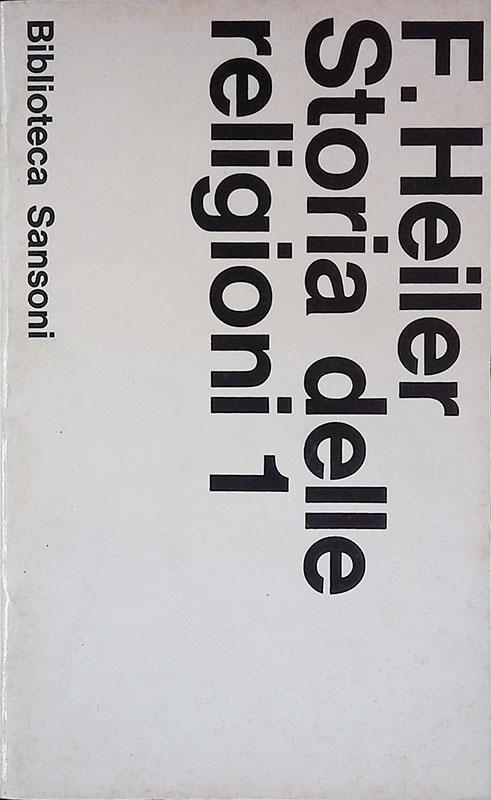 F. Heiler
Storia delle
religioni 1
Biblioteca Sansoni